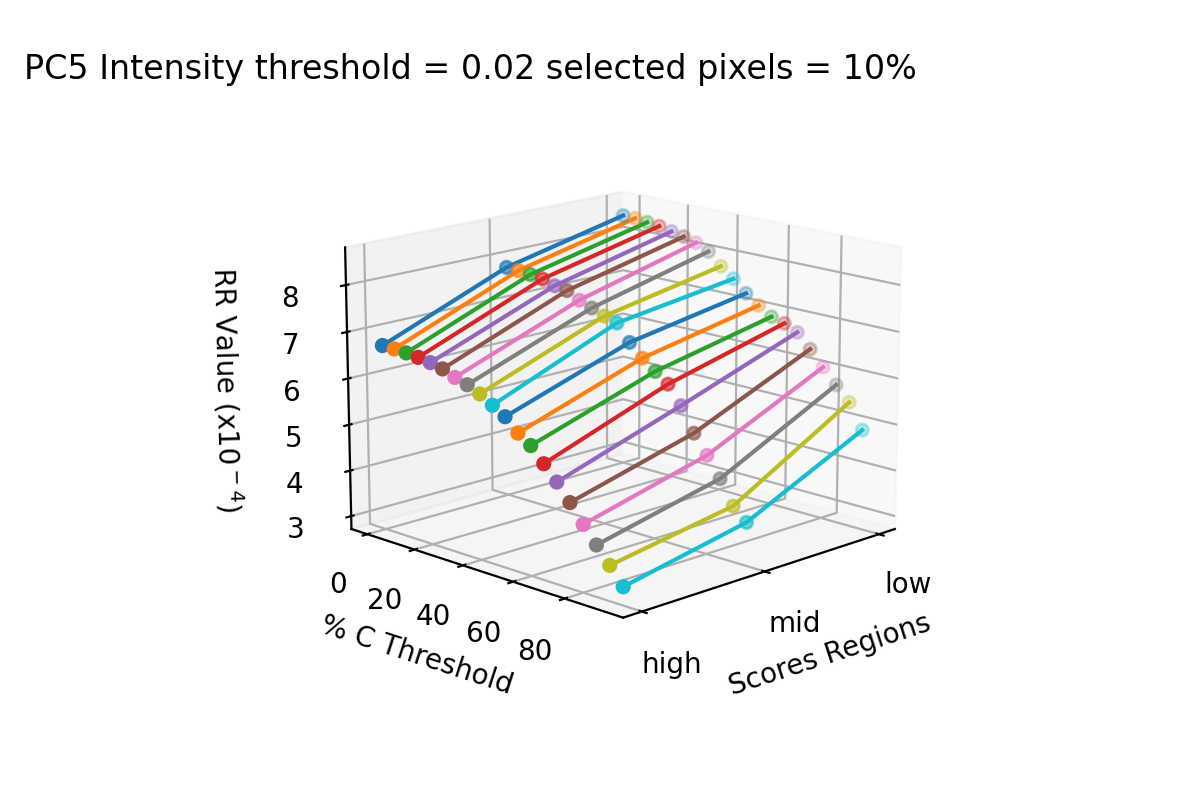 PC5 Intensity threshold = 0.02 selected pixels = 10%
RR Value (x10⁻⁴)
8
7
6
5
4
3
0
20
40
60
80
% C Threshold
low
mid
high
Scores Regions